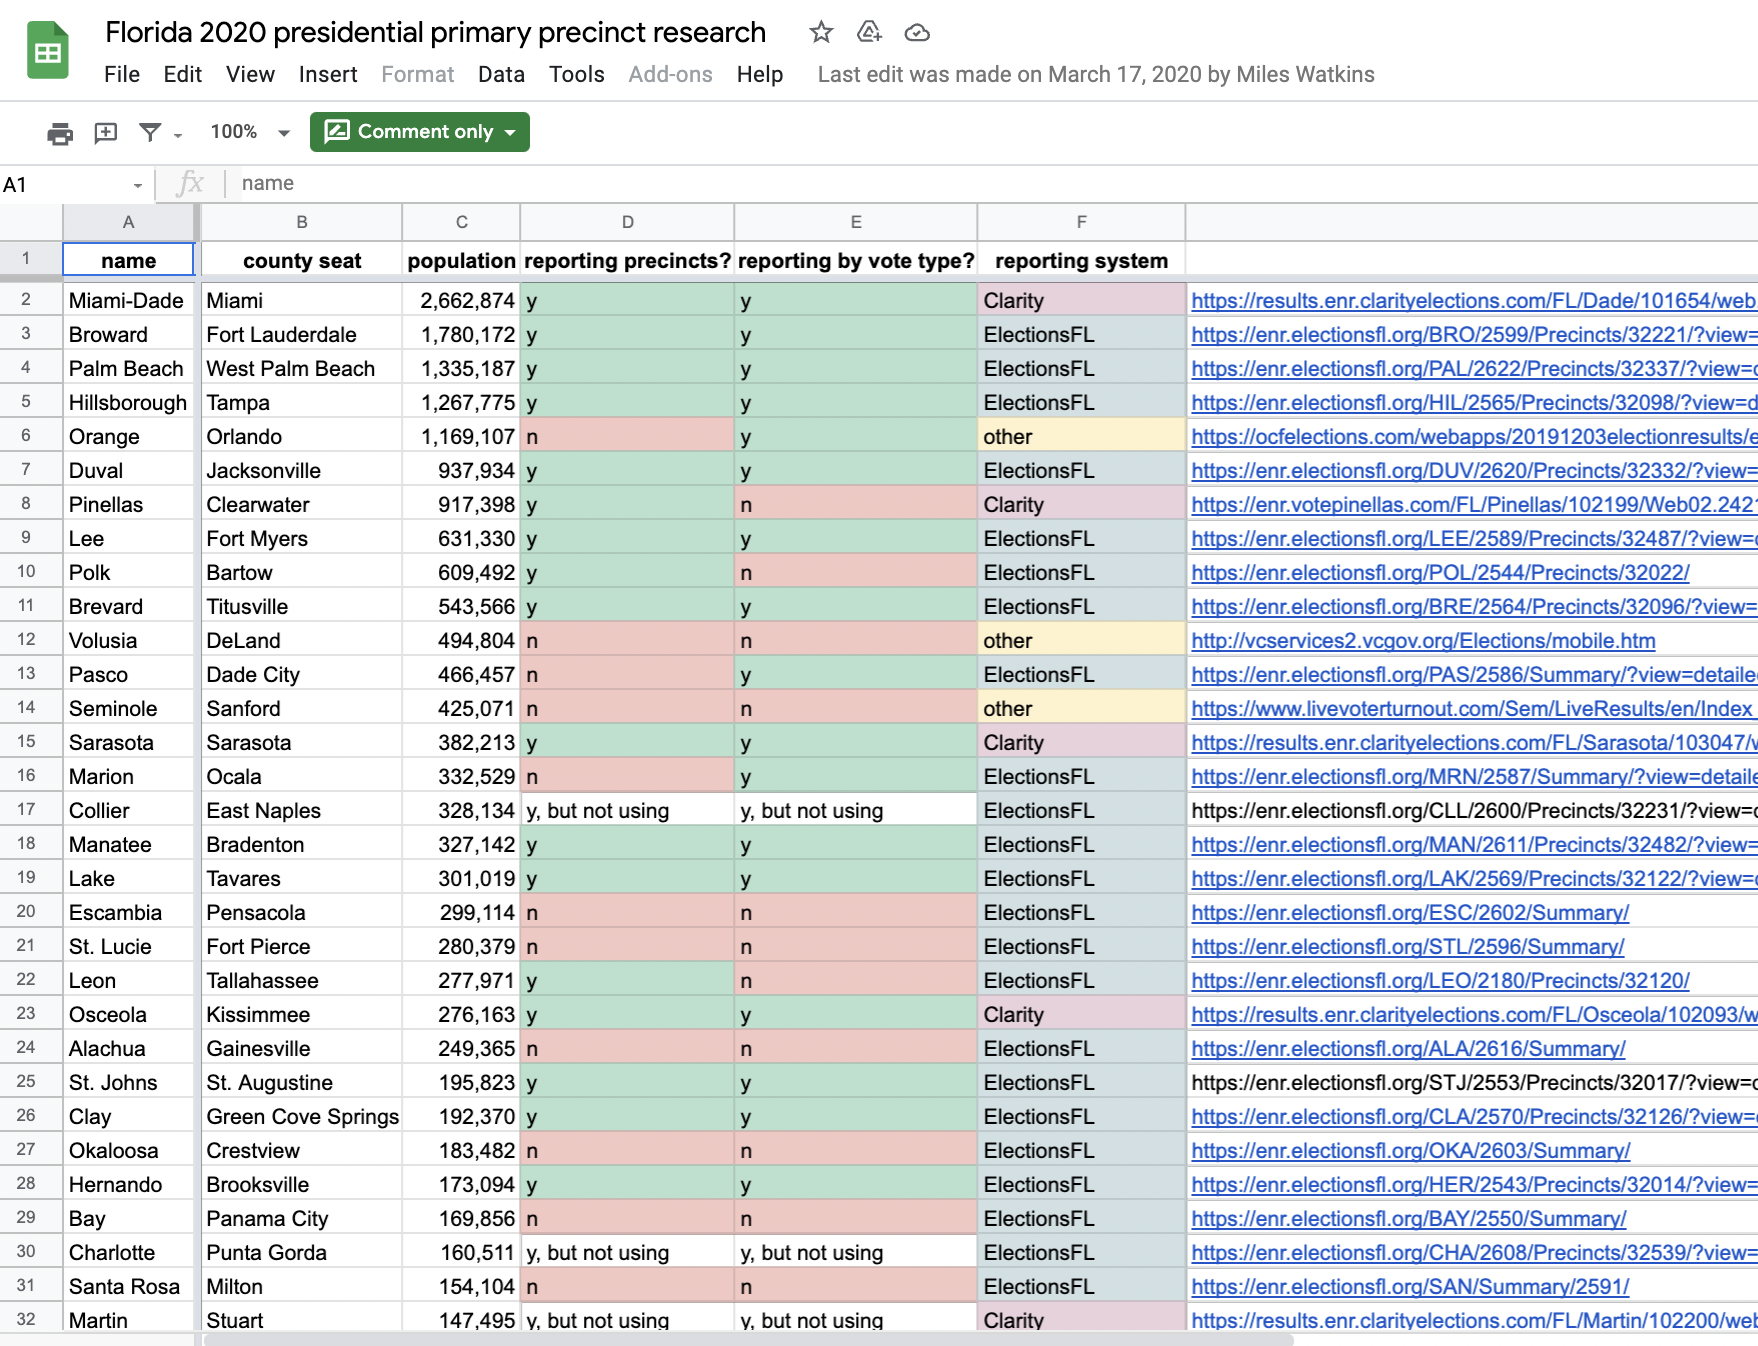 Florida 2020 presidential primary precinct research
File Edit View Insert Format Data Tools Add-ons Help Last edit was made on March 17, 2020 by Miles Watkins
100% Comment only
A1 fx name
A B C D E F
1 name county seat population reporting precincts? reporting by vote type? reporting system
2 Miami-Dade Miami 2,662,874 y y Clarity https://results.enr.clarityelections.com/FL/Dade/101654/web.
3 Broward Fort Lauderdale 1,780,172 y y ElectionsFL https://enr.electionsfl.org/BRO/2599/Precincts/32221/?view=
4 Palm Beach West Palm Beach 1,335,187 y y ElectionsFL https://enr.electionsfl.org/PAL/2622/Precincts/32337/?view=
5 Hillsborough Tampa 1,267,775 y y ElectionsFL https://enr.electionsfl.org/HIL/2565/Precincts/32098/?view=d
6 Orange Orlando 1,169,107 n y other https://ocfelections.com/webapps/20191203electionresults/e
7 Duval Jacksonville 937,934 y y ElectionsFL https://enr.electionsfl.org/DUV/2620/Precincts/32332/?view=
8 Pinellas Clearwater 917,398 y n Clarity https://enr.votepinellas.com/FL/Pinellas/102199/Web02.242
9 Lee Fort Myers 631,330 y y ElectionsFL https://enr.electionsfl.org/LEE/2589/Precincts/32487/?view=
10 Polk Bartow 609,492 y n ElectionsFL https://enr.electionsfl.org/POL/2544/Precincts/32022/
11 Brevard Titusville 543,566 y y ElectionsFL https://enr.electionsfl.org/BRE/2564/Precincts/32096/?view=
12 Volusia DeLand 494,804 n n other http://vcservices2.vcgov.org/Elections/mobile.htm
13 Pasco Dade City 466,457 n y ElectionsFL https://enr.electionsfl.org/PAS/2586/Summary/?view=detaile
14 Seminole Sanford 425,071 n n other https://www.livevoterturnout.com/Sem/LiveResults/en/Index
15 Sarasota Sarasota 382,213 y y Clarity https://results.enr.clarityelections.com/FL/Sarasota/103047/
16 Marion Ocala 332,529 n y ElectionsFL https://enr.electionsfl.org/MRN/2587/Summary/?view=detaile
17 Collier East Naples 328,134 y, but not using y, but not using ElectionsFL https://enr.electionsfl.org/CLL/2600/Precincts/32231/?view=
18 Manatee Bradenton 327,142 y y ElectionsFL https://enr.electionsfl.org/MAN/2611/Precincts/32482/?view=
19 Lake Tavares 301,019 y y ElectionsFL https://enr.electionsfl.org/LAK/2569/Precincts/32122/?view=
20 Escambia Pensacola 299,114 n n ElectionsFL https://enr.electionsfl.org/ESC/2602/Summary/
21 St. Lucie Fort Pierce 280,379 n n ElectionsFL https://enr.electionsfl.org/STL/2596/Summary/
22 Leon Tallahassee 277,971 y n ElectionsFL https://enr.electionsfl.org/LEO/2180/Precincts/32120/
23 Osceola Kissimmee 276,163 y y Clarity https://results.enr.clarityelections.com/FL/Osceola/102093/w
24 Alachua Gainesville 249,365 n n ElectionsFL https://enr.electionsfl.org/ALA/2616/Summary/
25 St. Johns St. Augustine 195,823 y y ElectionsFL https://enr.electionsfl.org/STJ/2553/Precincts/32017/?view=
26 Clay Green Cove Springs 192,370 y y ElectionsFL https://enr.electionsfl.org/CLA/2570/Precincts/32126/?view=
27 Okaloosa Crestview 183,482 n n ElectionsFL https://enr.electionsfl.org/OKA/2603/Summary/
28 Hernando Brooksville 173,094 y y ElectionsFL https://enr.electionsfl.org/HER/2543/Precincts/32014/?view=
29 Bay Panama City 169,856 n n ElectionsFL https://enr.electionsfl.org/BAY/2550/Summary/
30 Charlotte Punta Gorda 160,511 y, but not using y, but not using ElectionsFL https://enr.electionsfl.org/CHA/2608/Precincts/32539/?view=
31 Santa Rosa Milton 154,104 n n ElectionsFL https://enr.electionsfl.org/SAN/Summary/2591/
32 Martin Stuart 147,495 y, but not using y, but not using Clarity https://results.enr.clarityelections.com/FL/Martin/102200/web